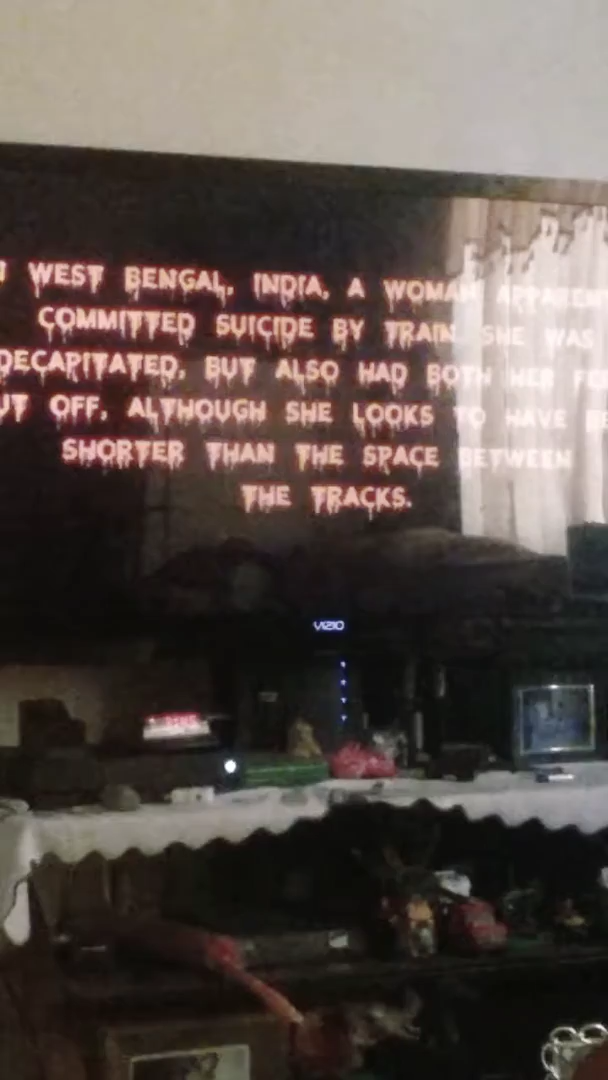 WEST BENGAL, INDIA, A WOMAN
COMMITTED SUICIDE BY TRAIN. SHE WAS
DECAPITATED, BUT ALSO HAD BOTH HER
OFF, ALTHOUGH SHE LOOKS TO HAVE
SHORTER THAN THE SPACE BETWEEN
THE TRACKS.
VIZIO